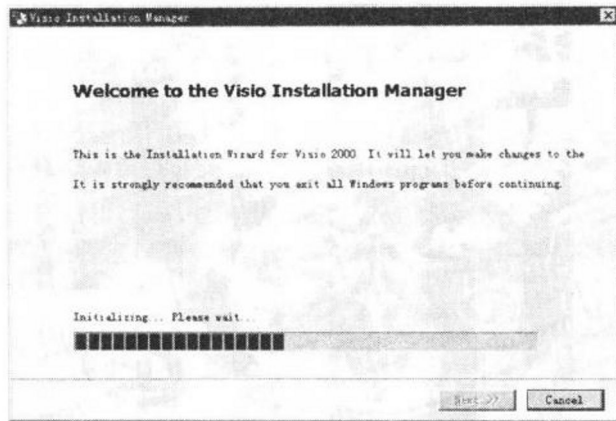 Visio Installation Manager
Welcome to the Visio Installation Manager
This is the Installation Wizard for Visio 2000  It will let you make changes to the
It is strongly recommended that you exit all Windows programs before continuing.
Initializing... Please wait...
Next >>
Cancel